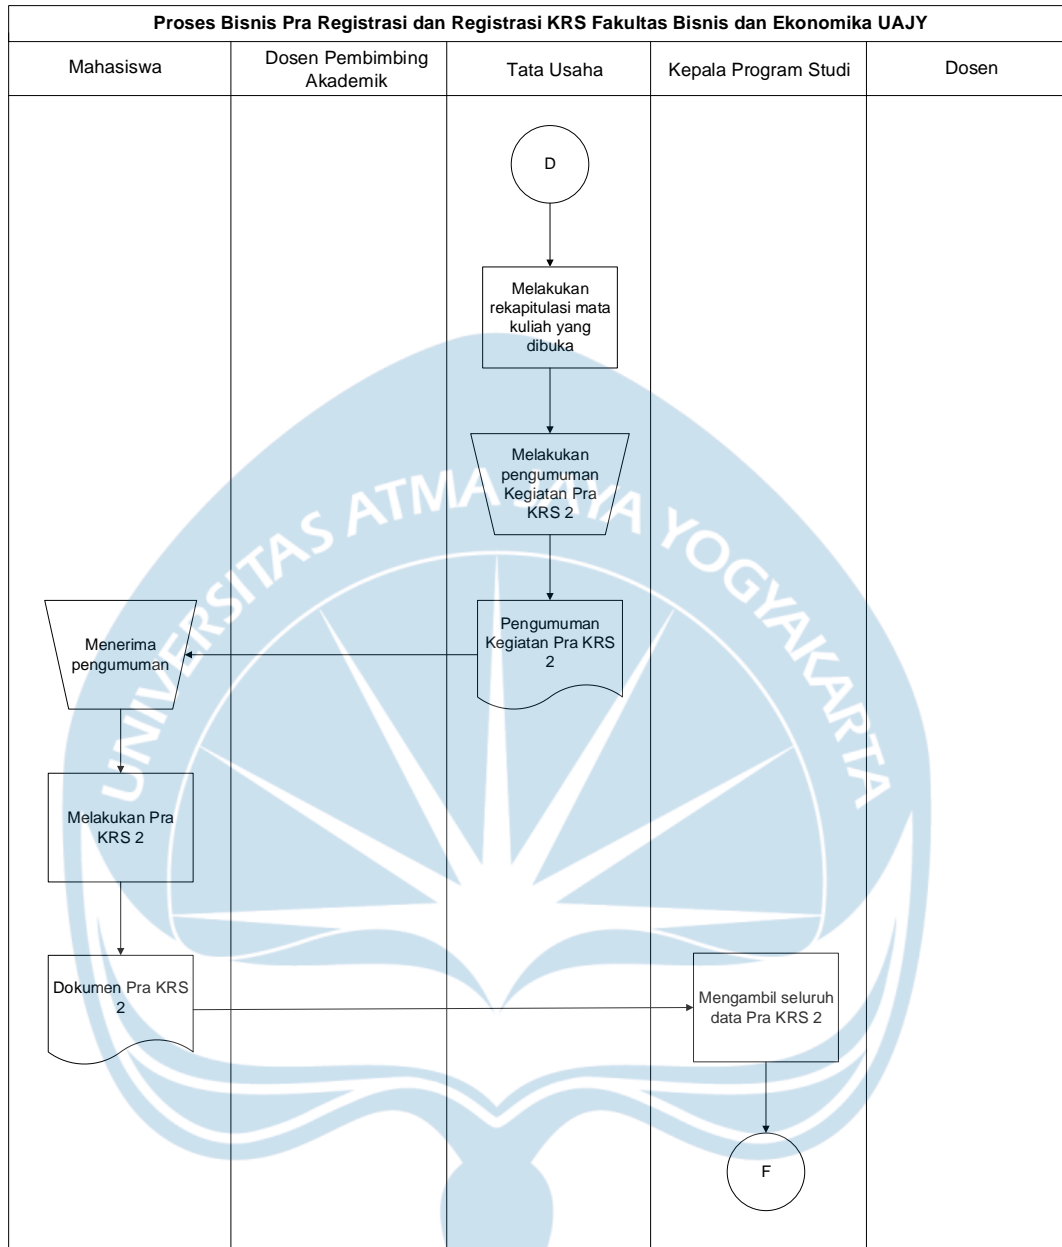 Proses Bisnis Pra Registrasi dan Registrasi KRS Fakultas Bisnis dan Ekonomika UAJY
Mahasiswa
Dosen Pembimbing
Akademik
Tata Usaha
Kepala Program Studi
Dosen
D
Melakukan
rekapitulasi mata
kuliah yang
dibuka
Melakukan
pengumuman
Kegiatan Pra
KRS 2
Pengumuman
Kegiatan Pra KRS
2
Menerima
pengumuman
Melakukan Pra
KRS 2
Dokumen Pra KRS
2
Mengambil seluruh
data Pra KRS 2
F
UNIVERSITAS ATMA JAYA YOGYAKARTA